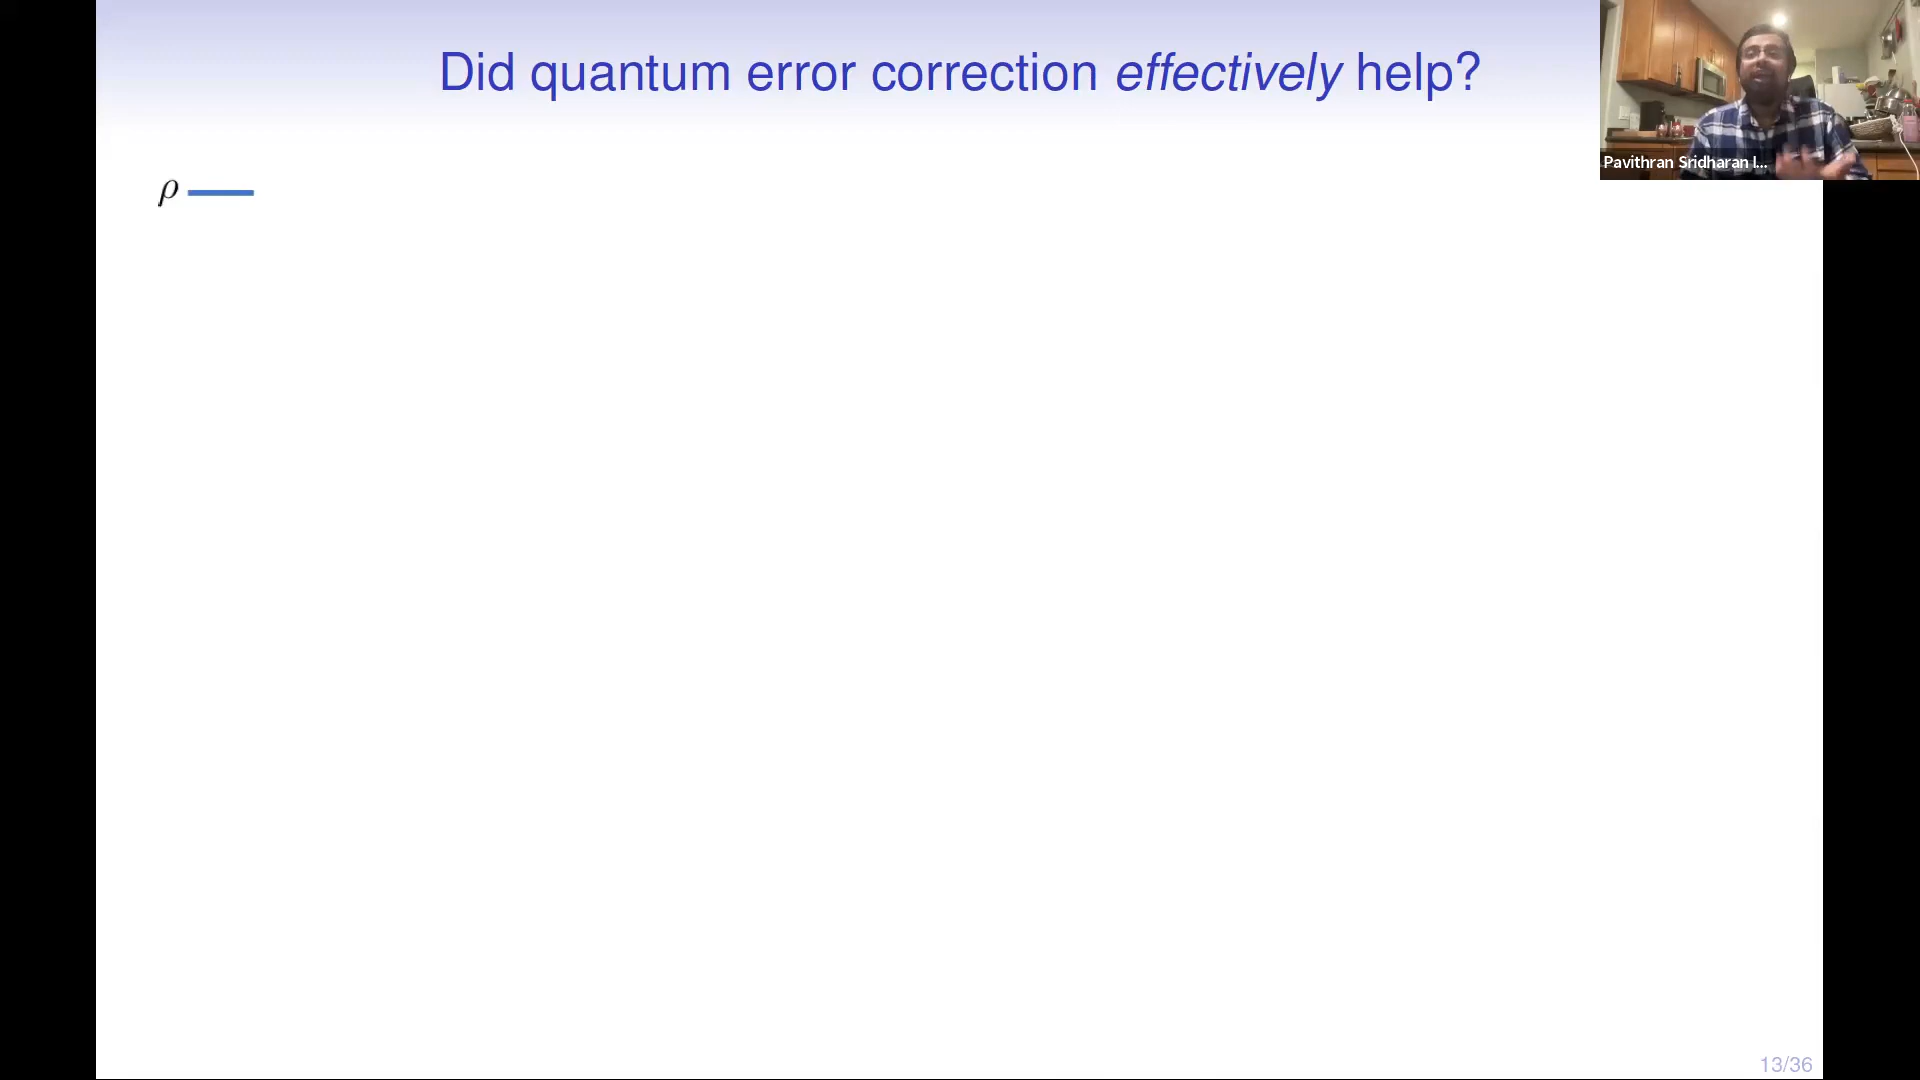 Did quantum error correction effectively help?
Pavithran Sridharan I...
ρ
13/36